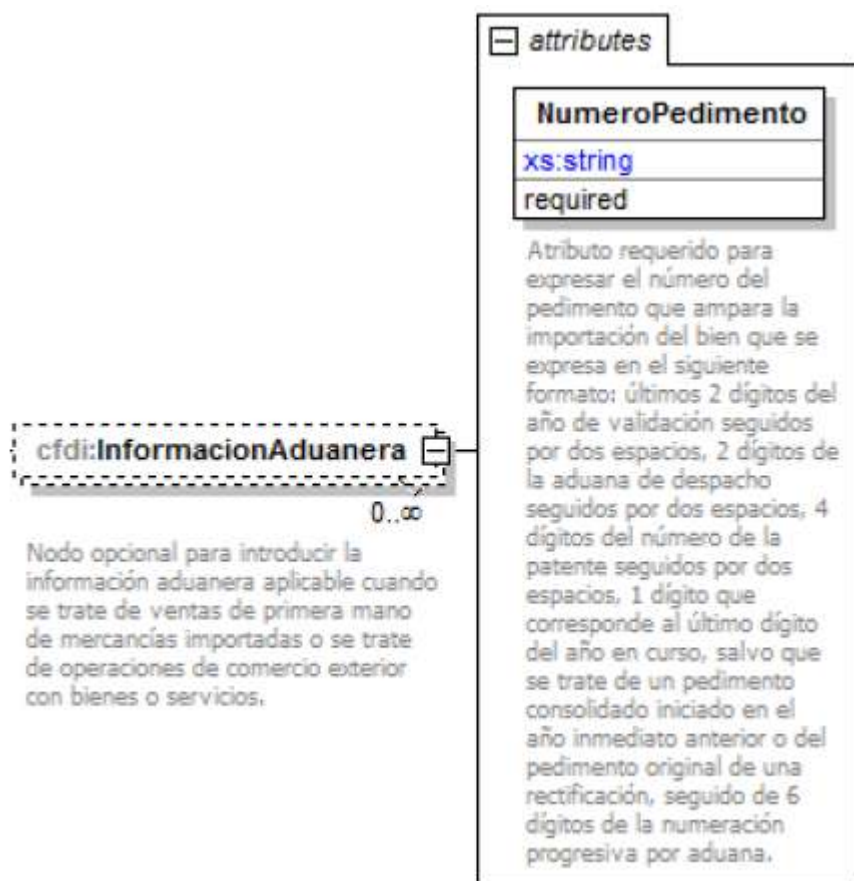 attributes
NumeroPedimento
xs:string
required
Atributo requerido para
expresar el número del
pedimento que ampara la
importación del bien que se
expresa en el siguiente
formato: últimos 2 dígitos del
año de validación seguidos
por dos espacios, 2 dígitos de
la aduana de despacho
seguidos por dos espacios, 4
dígitos del número de la
patente seguidos por dos
espacios, 1 dígito que
corresponde al último dígito
del año en curso, salvo que
se trate de un pedimento
consolidado iniciado en el
año inmediato anterior o del
pedimento original de una
rectificación, seguido de 6
dígitos de la numeración
progresiva por aduana.
cfdi:InformacionAduanera
0..∞
Nodo opcional para introducir la
información aduanera aplicable cuando
se trate de ventas de primera mano
de mercancías importadas o se trate
de operaciones de comercio exterior
con bienes o servicios.